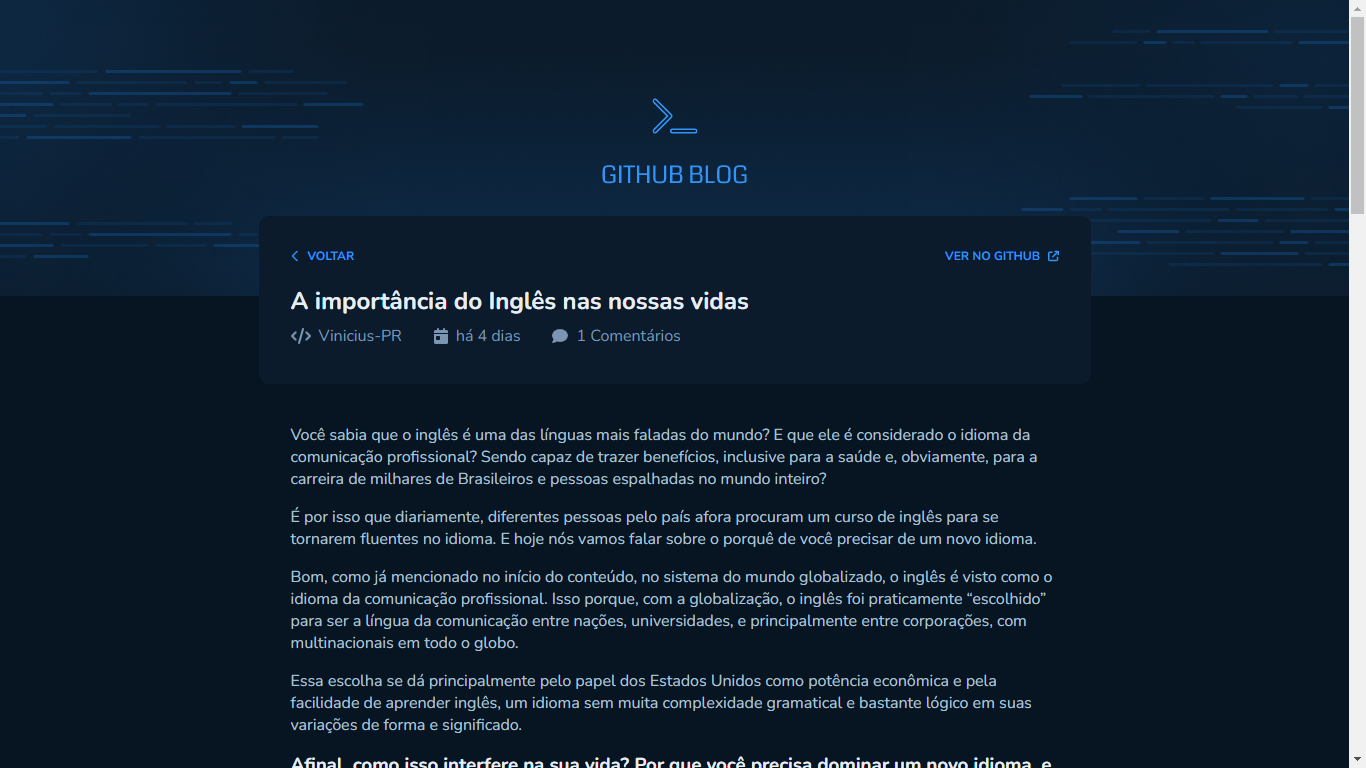 GITHUB BLOG
VOLTAR
VER NO GITHUB
A importância do Inglês nas nossas vidas
Vinicius-PR há 4 dias 1 Comentários
Você sabia que o inglês é uma das línguas mais faladas do mundo? E que ele é considerado o idioma da
comunicação profissional? Sendo capaz de trazer benefícios, inclusive para a saúde e, obviamente, para a
carreira de milhares de Brasileiros e pessoas espalhadas no mundo inteiro?
É por isso que diariamente, diferentes pessoas pelo país afora procuram um curso de inglês para se
tornarem fluentes no idioma. E hoje nós vamos falar sobre o porquê de você precisar de um novo idioma.
Bom, como já mencionado no início do conteúdo, no sistema do mundo globalizado, o inglês é visto como o
idioma da comunicação profissional. Isso porque, com a globalização, o inglês foi praticamente “escolhido”
para ser a língua da comunicação entre nações, universidades, e principalmente entre corporações, com
multinacionais em todo o globo.
Essa escolha se dá principalmente pelo papel dos Estados Unidos como potência econômica e pela
facilidade de aprender inglês, um idioma sem muita complexidade gramatical e bastante lógico em suas
variações de forma e significado.
Afinal, como isso interfere na sua vida? Por que você precisa dominar um novo idioma, e